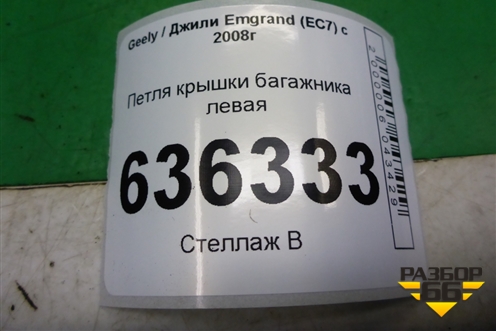 Geely / Джили Emgrand (EC7) с
2008г
Петля крышки багажника
левая
636333
Стеллаж В
2000006043429
РАЗБОР
66